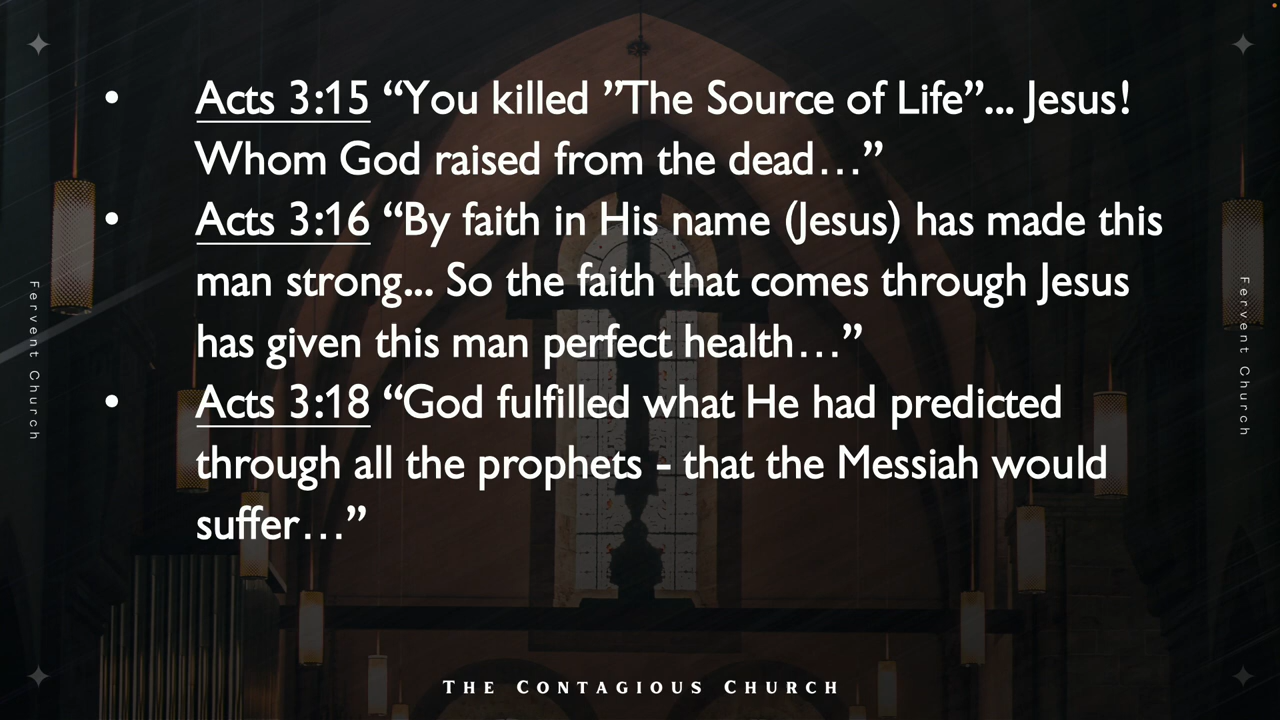 • Acts 3:15 “You killed ”The Source of Life”... Jesus!
Whom God raised from the dead…”
• Acts 3:16 “By faith in His name (Jesus) has made this
man strong... So the faith that comes through Jesus
has given this man perfect health…”
• Acts 3:18 “God fulfilled what He had predicted
through all the prophets - that the Messiah would
suffer…”
Fervent Church
Fervent Church
The Contagious Church